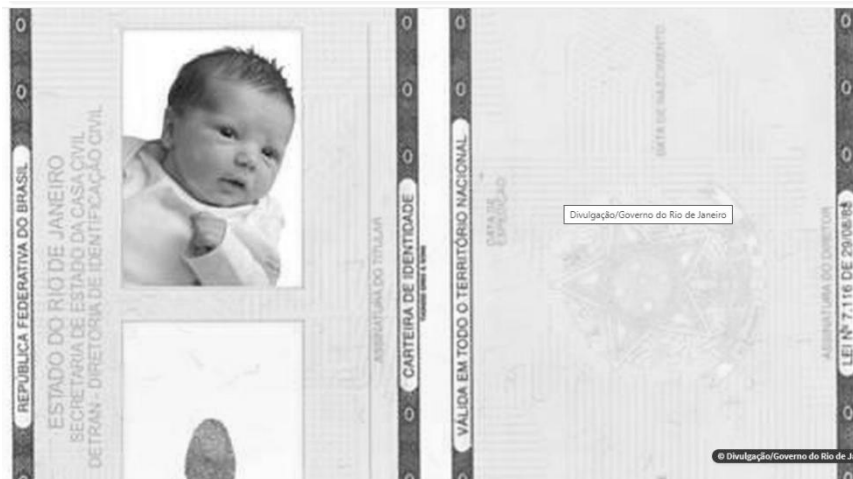 REPÚBLICA FEDERATIVA DO BRASIL
ESTADO DO RIO DE JANEIRO
SECRETARIA DE ESTADO DA CASA CIVIL
DETRAN - DIRETORIA DE IDENTIFICAÇÃO CIVIL
ASSINATURA DO TITULAR
CARTEIRA DE IDENTIDADE
VÁLIDA EM TODO O TERRITÓRIO NACIONAL
DATA DE
EXPEDIÇÃO
DATA DE NASCIMENTO
Divulgação/Governo do Rio de Janeiro
ASSINATURA DO DIRETOR
LEI Nº 7.116 DE 29/08/83
© Divulgação/Governo do Rio de Ja